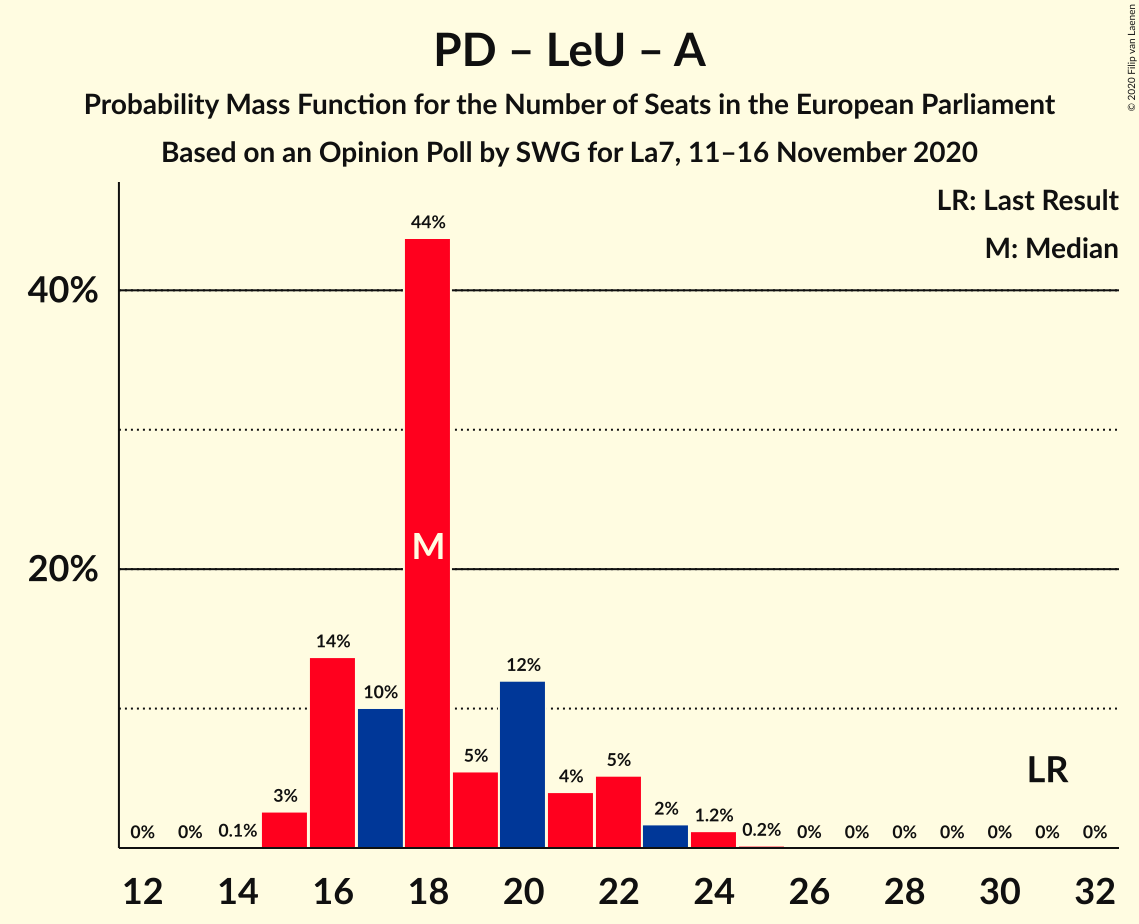 PD – LeU – A
Probability Mass Function for the Number of Seats in the European Parliament
Based on an Opinion Poll by SWG for La7, 11–16 November 2020
© 2020 Filip van Laenen
LR: Last Result
M: Median
40%
20%
0% 0% 0.1% 3% 14% 10% 44% 5% 12% 4% 5% 2% 1.2% 0.2% 0% 0% 0% 0% 0% 0% 0%
M
LR
12 14 16 18 20 22 24 26 28 30 32